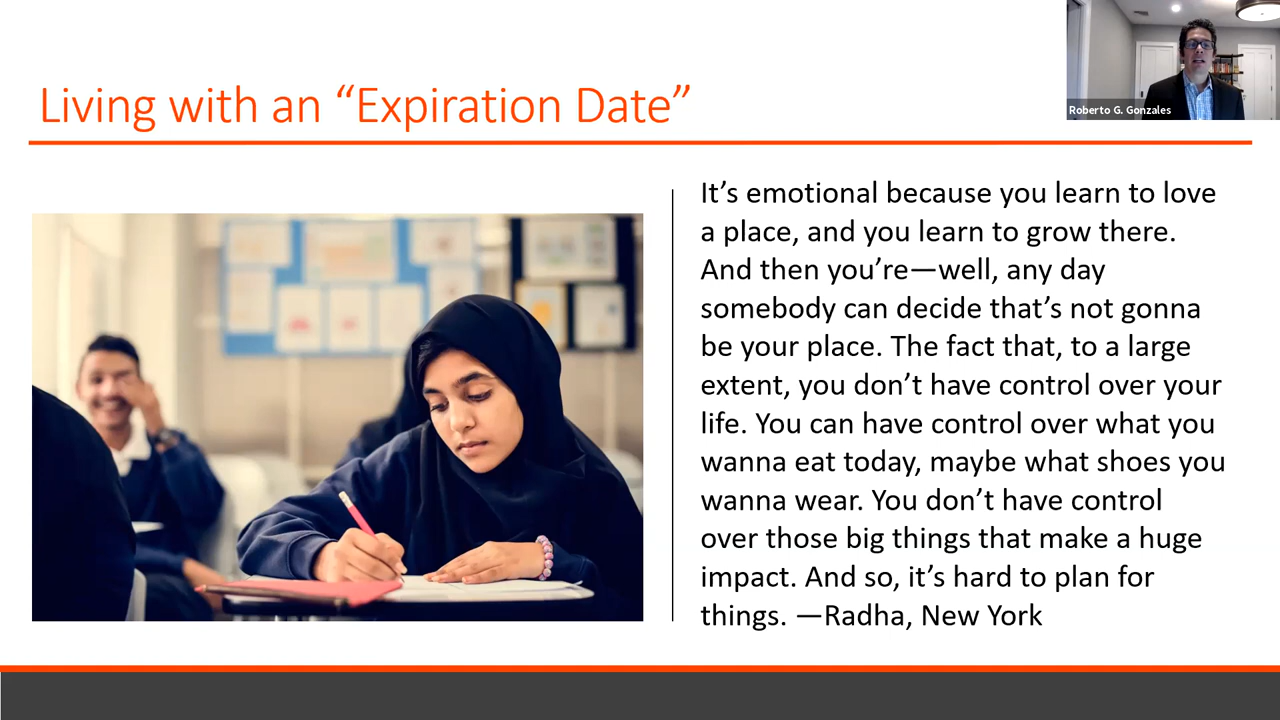 Living with an “Expiration Date”
Roberto G. Gonzales
It’s emotional because you learn to love
a place, and you learn to grow there.
And then you’re—well, any day
somebody can decide that’s not gonna
be your place. The fact that, to a large
extent, you don’t have control over your
life. You can have control over what you
wanna eat today, maybe what shoes you
wanna wear. You don’t have control
over those big things that make a huge
impact. And so, it’s hard to plan for
things. —Radha, New York